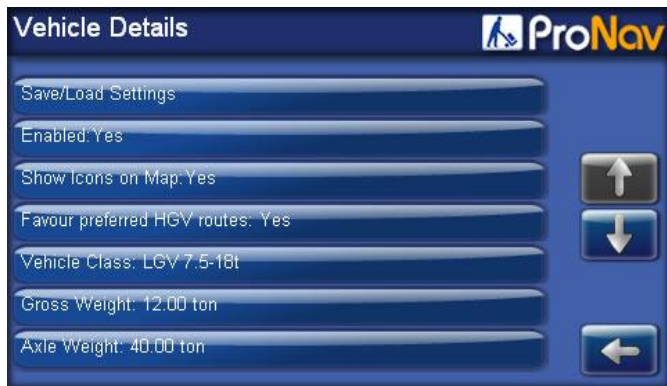 Vehicle Details
ProNav
Save/Load Settings
Enabled:Yes
Show Icons on Map:Yes
Favour preferred HGV routes: Yes
Vehicle Class: LGV 7.5-18t
Gross Weight: 12.00 ton
Axle Weight: 40.00 ton